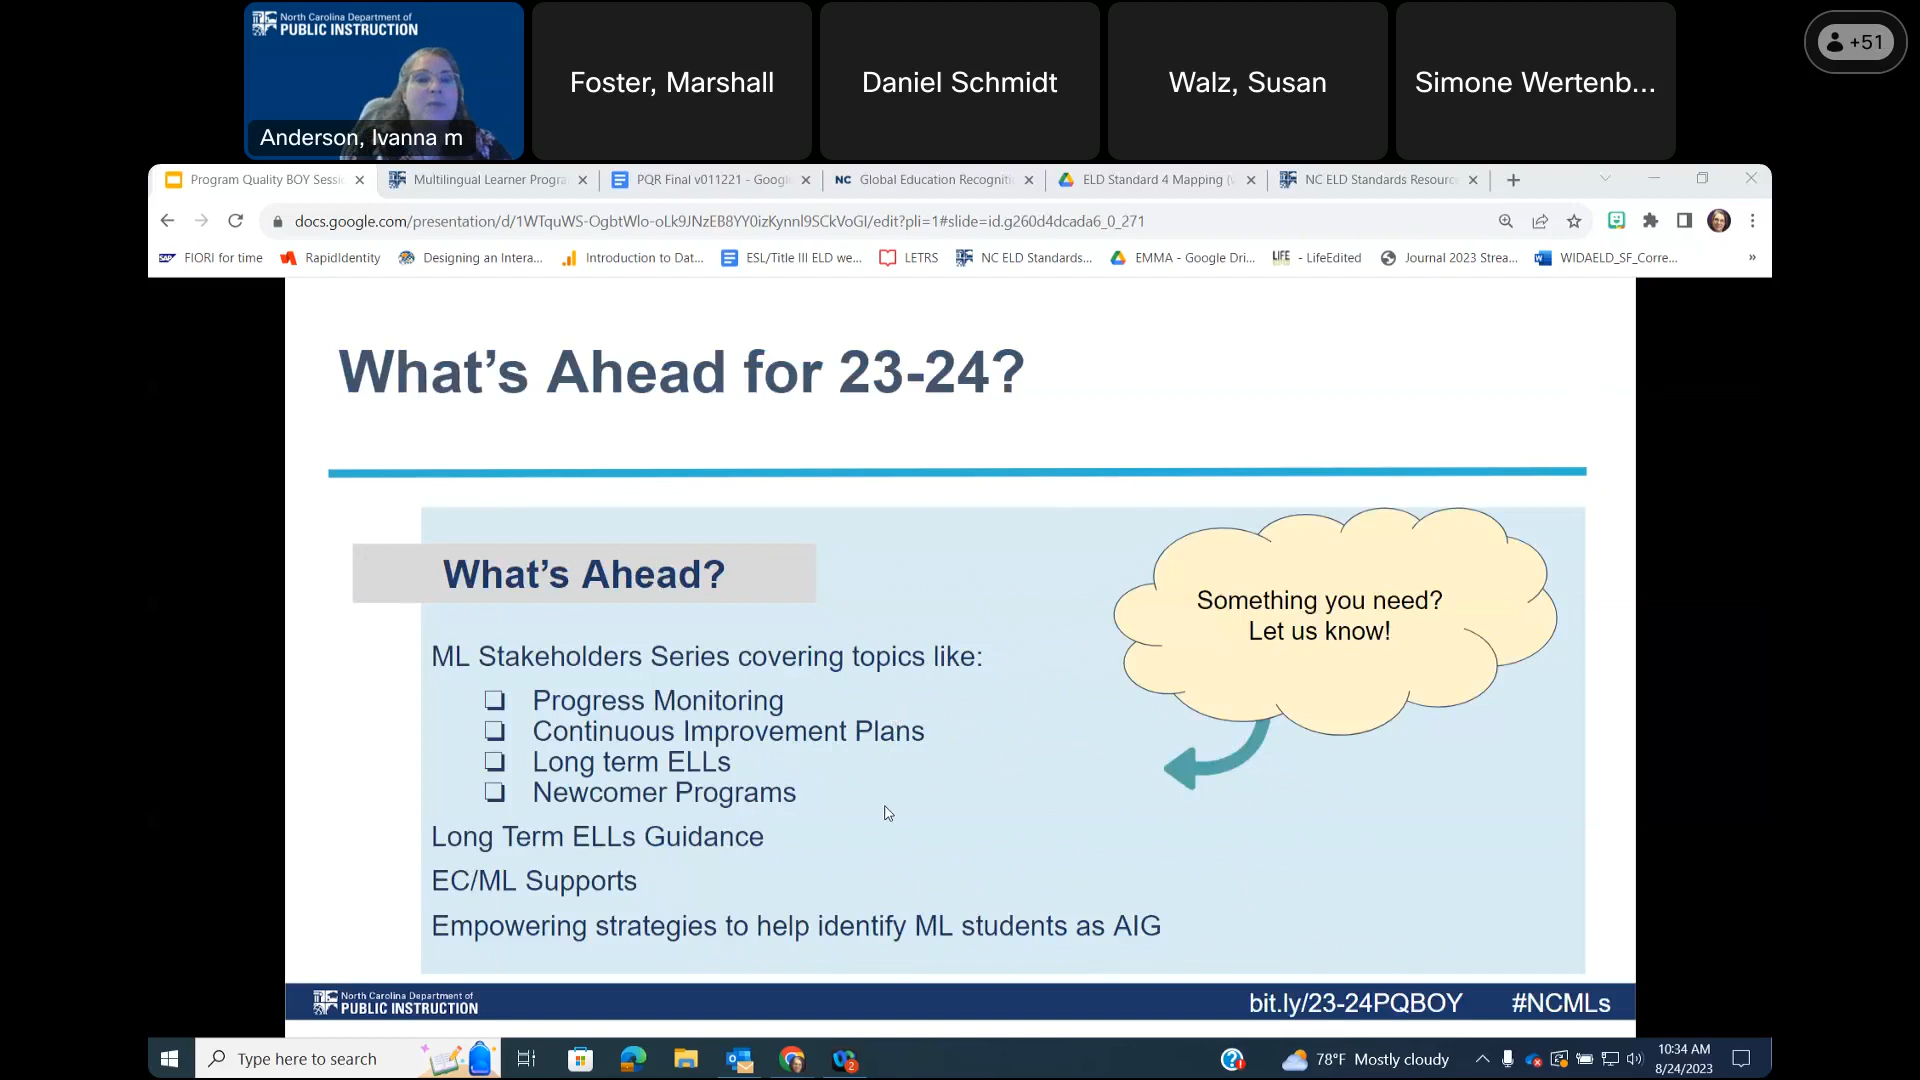 North Carolina Department of
PUBLIC INSTRUCTION
Anderson, Ivanna m
Foster, Marshall
Daniel Schmidt
Walz, Susan
Simone Wertenb...
+51
Program Quality BOY Sessi
Multilingual Learner Progra
PQR Final v011221 - Googl
NC Global Education Recogniti
ELD Standard 4 Mapping (
NC ELD Standards Resourc
docs.google.com/presentation/d/1WTquWS-OgbtWlo-oLk9JNzEB8YY0izKynnl9SCkVoGI/edit?pli=1#slide=id.g260d4dcada6_0_271
SAP FIORI for time
RapidIdentity
Designing an Intera...
Introduction to Dat...
ESL/Title III ELD we...
LETRS
NC ELD Standards...
EMMA - Google Dri...
LIFE - LifeEdited
Journal 2023 Strea...
WIDAELD_SF_Corre...
»
What's Ahead for 23-24?
What's Ahead?
Something you need?
Let us know!
ML Stakeholders Series covering topics like:
❑ Progress Monitoring
❑ Continuous Improvement Plans
❑ Long term ELLs
❑ Newcomer Programs
Long Term ELLs Guidance
EC/ML Supports
Empowering strategies to help identify ML students as AIG
North Carolina Department of
PUBLIC INSTRUCTION
bit.ly/23-24PQBOY
#NCMLs
Type here to search
2
78°F Mostly cloudy
10:34 AM
8/24/2023